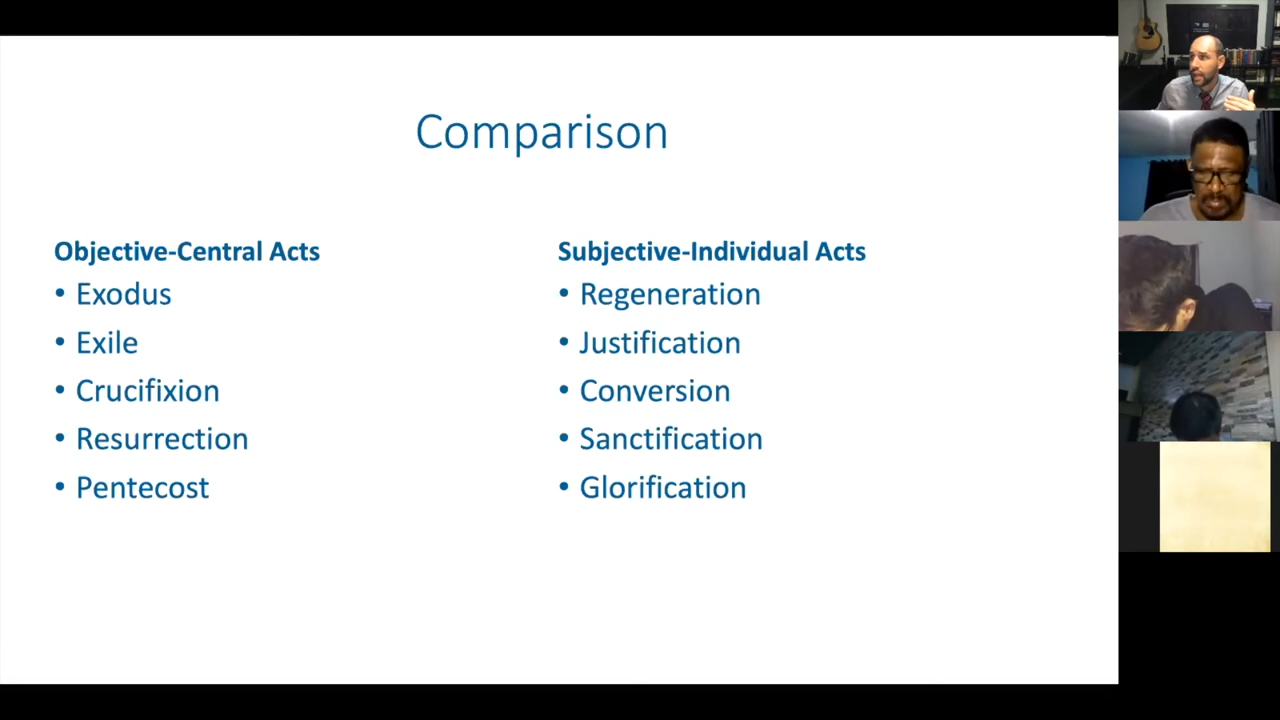 Comparison
Objective-Central Acts
• Exodus
• Exile
• Crucifixion
• Resurrection
• Pentecost
Subjective-Individual Acts
• Regeneration
• Justification
• Conversion
• Sanctification
• Glorification